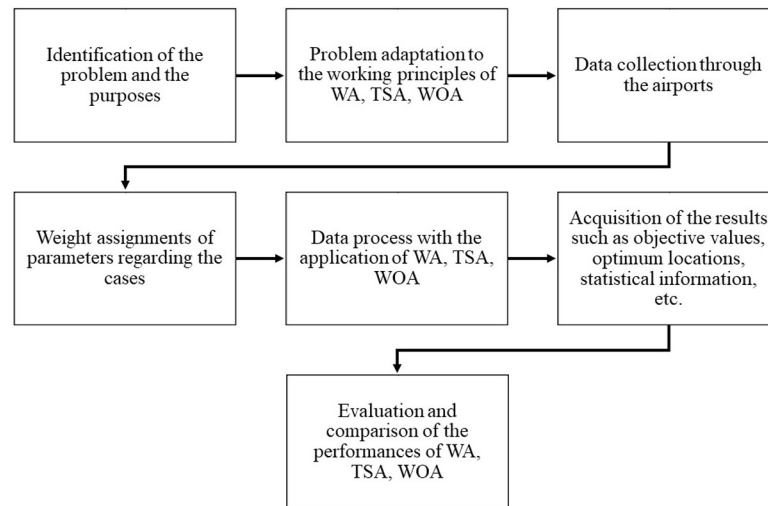 Identification of the
problem and the
purposes
Problem adaptation to
the working principles of
WA, TSA, WOA
Data collection through
the airports
Weight assignments of
parameters regarding the
cases
Data process with the
application of WA, TSA,
WOA
Acquisition of the results
such as objective values,
optimum locations,
statistical information,
etc.
Evaluation and
comparison of the
performances of WA,
TSA, WOA